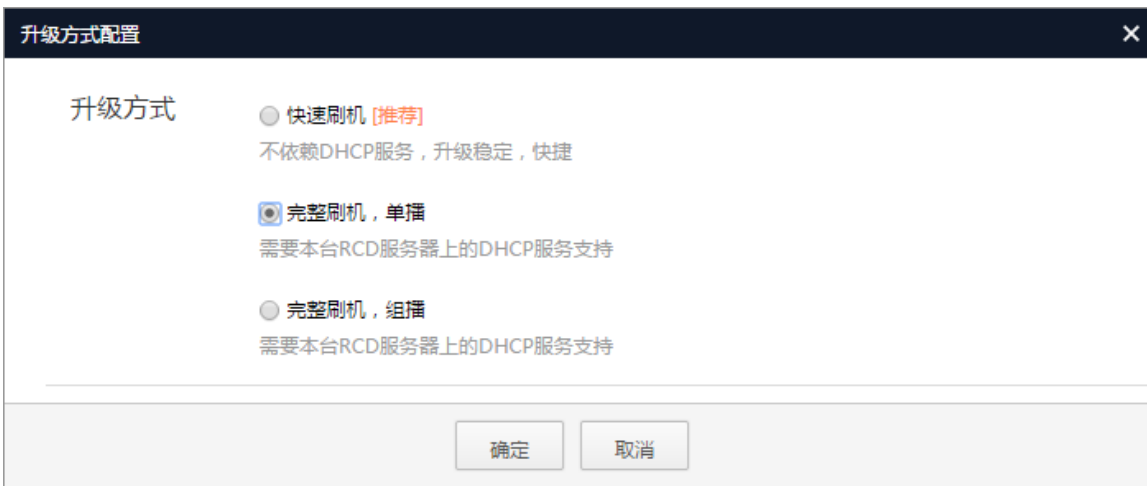 升级方式配置
升级方式
快速刷机 [推荐]
不依赖DHCP服务，升级稳定，快捷
完整刷机，单播
需要本台RCD服务器上的DHCP服务支持
完整刷机，组播
需要本台RCD服务器上的DHCP服务支持
确定
取消